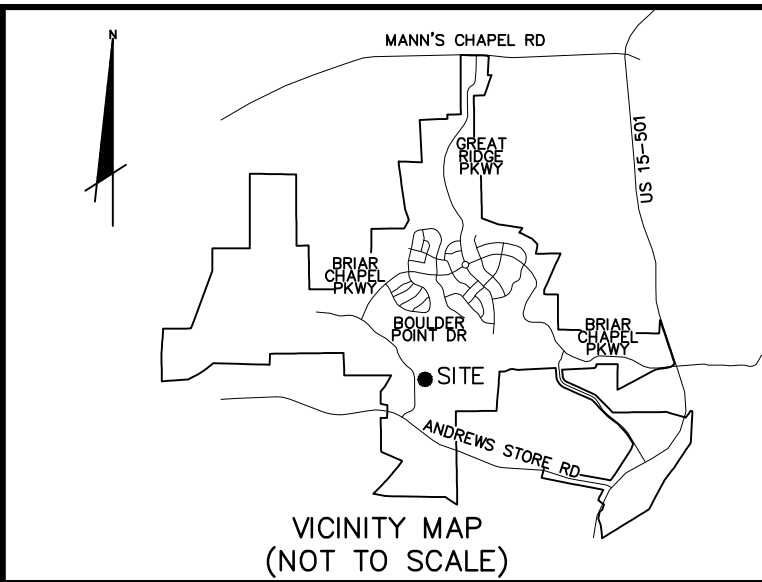 N
MANN'S CHAPEL RD
US 15-501
GREAT
RIDGE
PKWY
BRIAR
CHAPEL
PKWY
BOULDER
POINT DR
BRIAR
CHAPEL
PKWY
SITE
ANDREWS STORE RD
VICINITY MAP
(NOT TO SCALE)